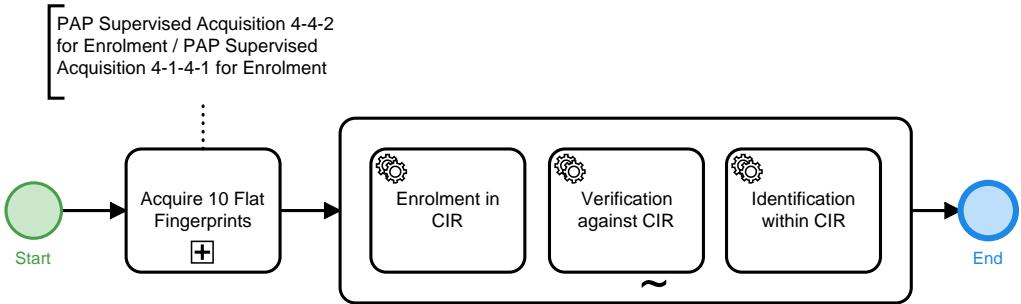 PAP Supervised Acquisition 4-4-2
for Enrolment / PAP Supervised
Acquisition 4-1-4-1 for Enrolment
Start
Acquire 10 Flat
Fingerprints
Enrolment in
CIR
Verification
against CIR
Identification
within CIR
End